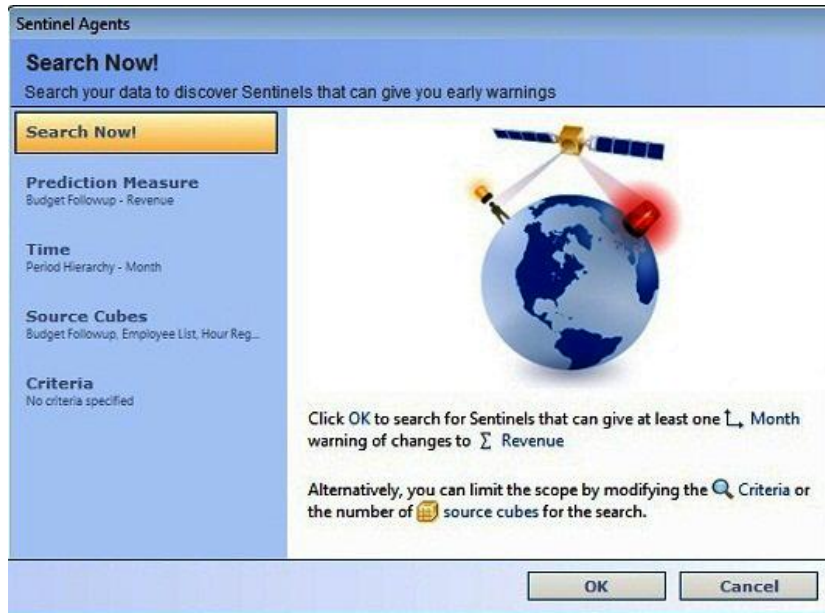 Sentinel Agents
Search Now!
Search your data to discover Sentinels that can give you early warnings
Search Now!
Prediction Measure
Budget Followup - Revenue
Time
Period Hierarchy - Month
Source Cubes
Budget Followup, Employee List, Hour Reg...
Criteria
No criteria specified
Click OK to search for Sentinels that can give at least one Month
warning of changes to Σ Revenue
Alternatively, you can limit the scope by modifying the Criteria or
the number of source cubes for the search.
OK
Cancel